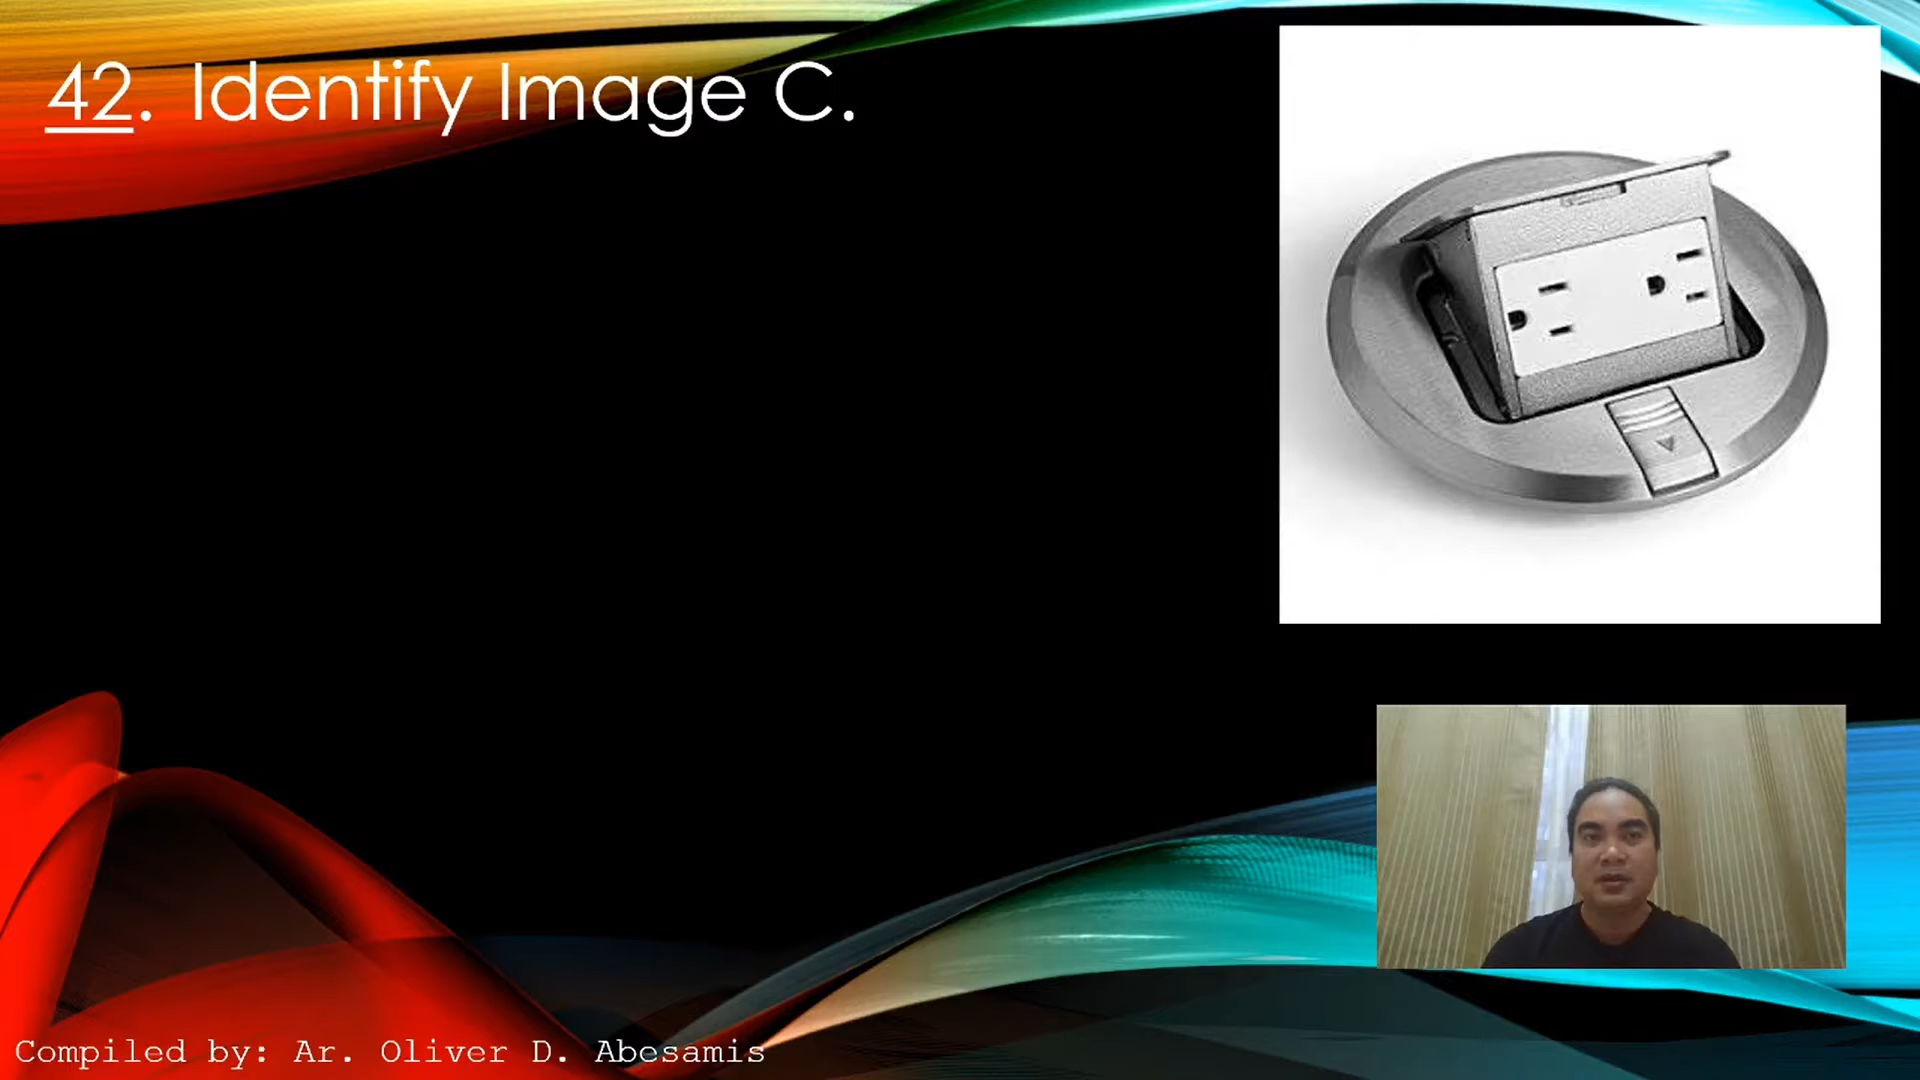 42. Identify Image C.
Compiled by: Ar. Oliver D. Abesamis